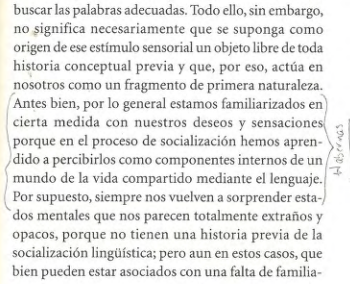 buscar las palabras adecuadas. Todo ello, sin embargo,
no significa necesariamente que se suponga como
origen de ese estímulo sensorial un objeto libre de toda
historia conceptual previa y que, por eso, actúa en
nosotros como un fragmento de primera naturaleza.
Antes bien, por lo general estamos familiarizados en
cierta medida con nuestros deseos y sensaciones
porque en el proceso de socialización hemos apren-
dido a percibirlos como componentes internos de un
mundo de la vida compartido mediante el lenguaje.
Por supuesto, siempre nos vuelven a sorprender esta-
dos mentales que nos parecen totalmente extraños y
opacos, porque no tienen una historia previa de la
socialización lingüística; pero aun en estos casos, que
bien pueden estar asociados con una falta de familia-
Habermas